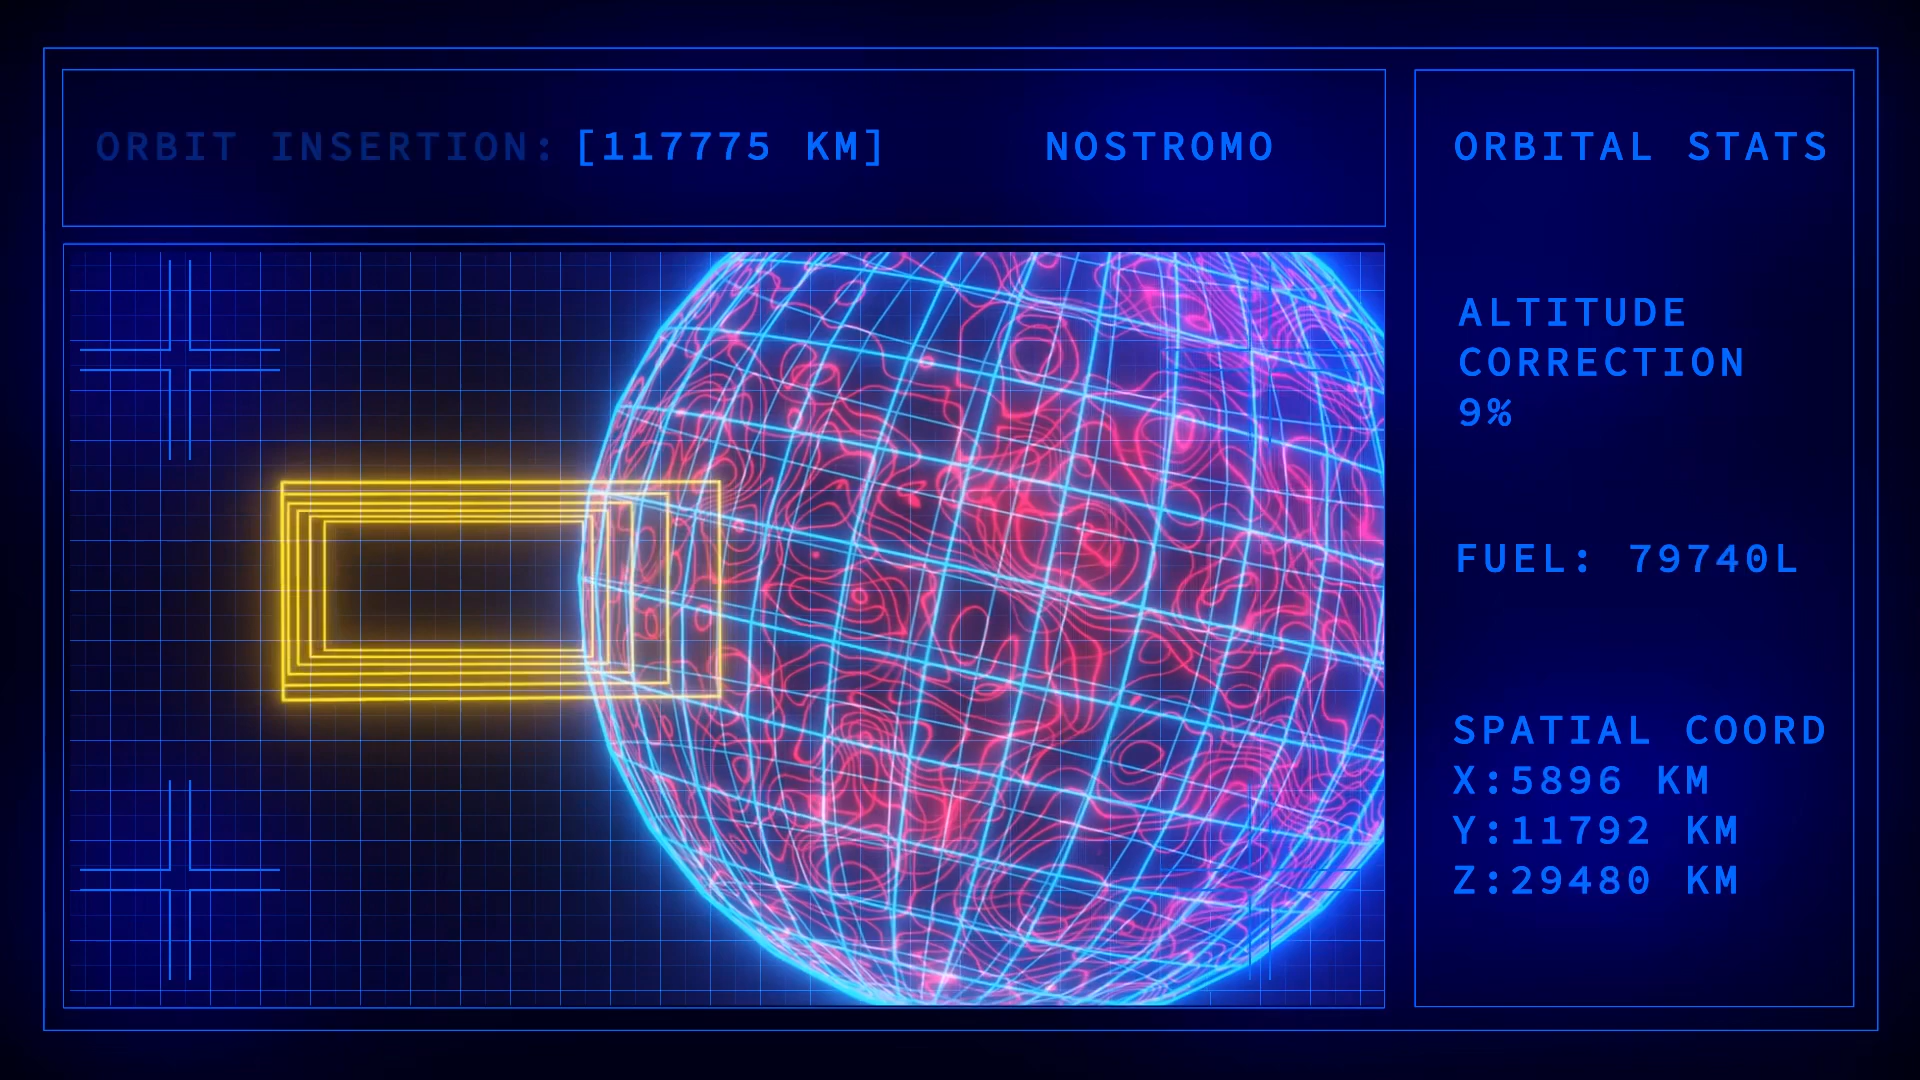 ORBIT INSERTION: [117775 KM] NOSTROMO
ORBITAL STATS
ALTITUDE
CORRECTION
9%
FUEL: 79740L
SPATIAL COORD
X:5896 KM
Y:11792 KM
Z:29480 KM